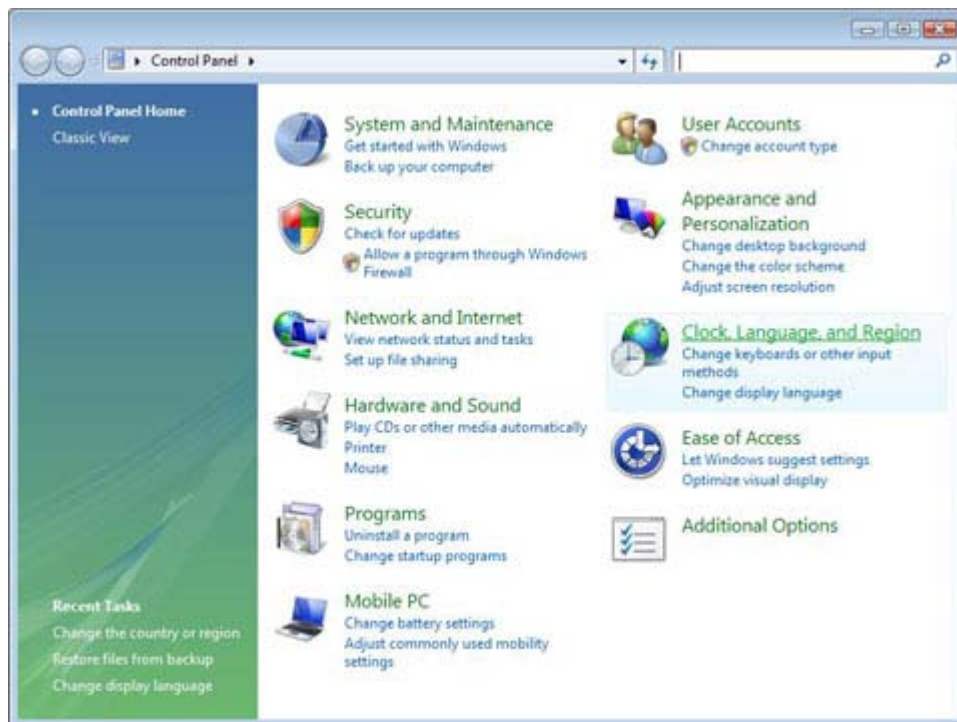 Control Panel
Control Panel Home
Classic View
System and Maintenance
Get started with Windows
Back up your computer
Security
Check for updates
Allow a program through Windows
Firewall
Network and Internet
View network status and tasks
Set up file sharing
Hardware and Sound
Play CDs or other media automatically
Printer
Mouse
Programs
Uninstall a program
Change startup programs
Mobile PC
Change battery settings
Adjust commonly used mobility
settings
User Accounts
Change account type
Appearance and
Personalization
Change desktop background
Change the color scheme
Adjust screen resolution
Clock, Language, and Region
Change keyboards or other input
methods
Change display language
Ease of Access
Let Windows suggest settings
Optimize visual display
Additional Options
Recent Tasks
Change the country or region
Restore files from backup
Change display language